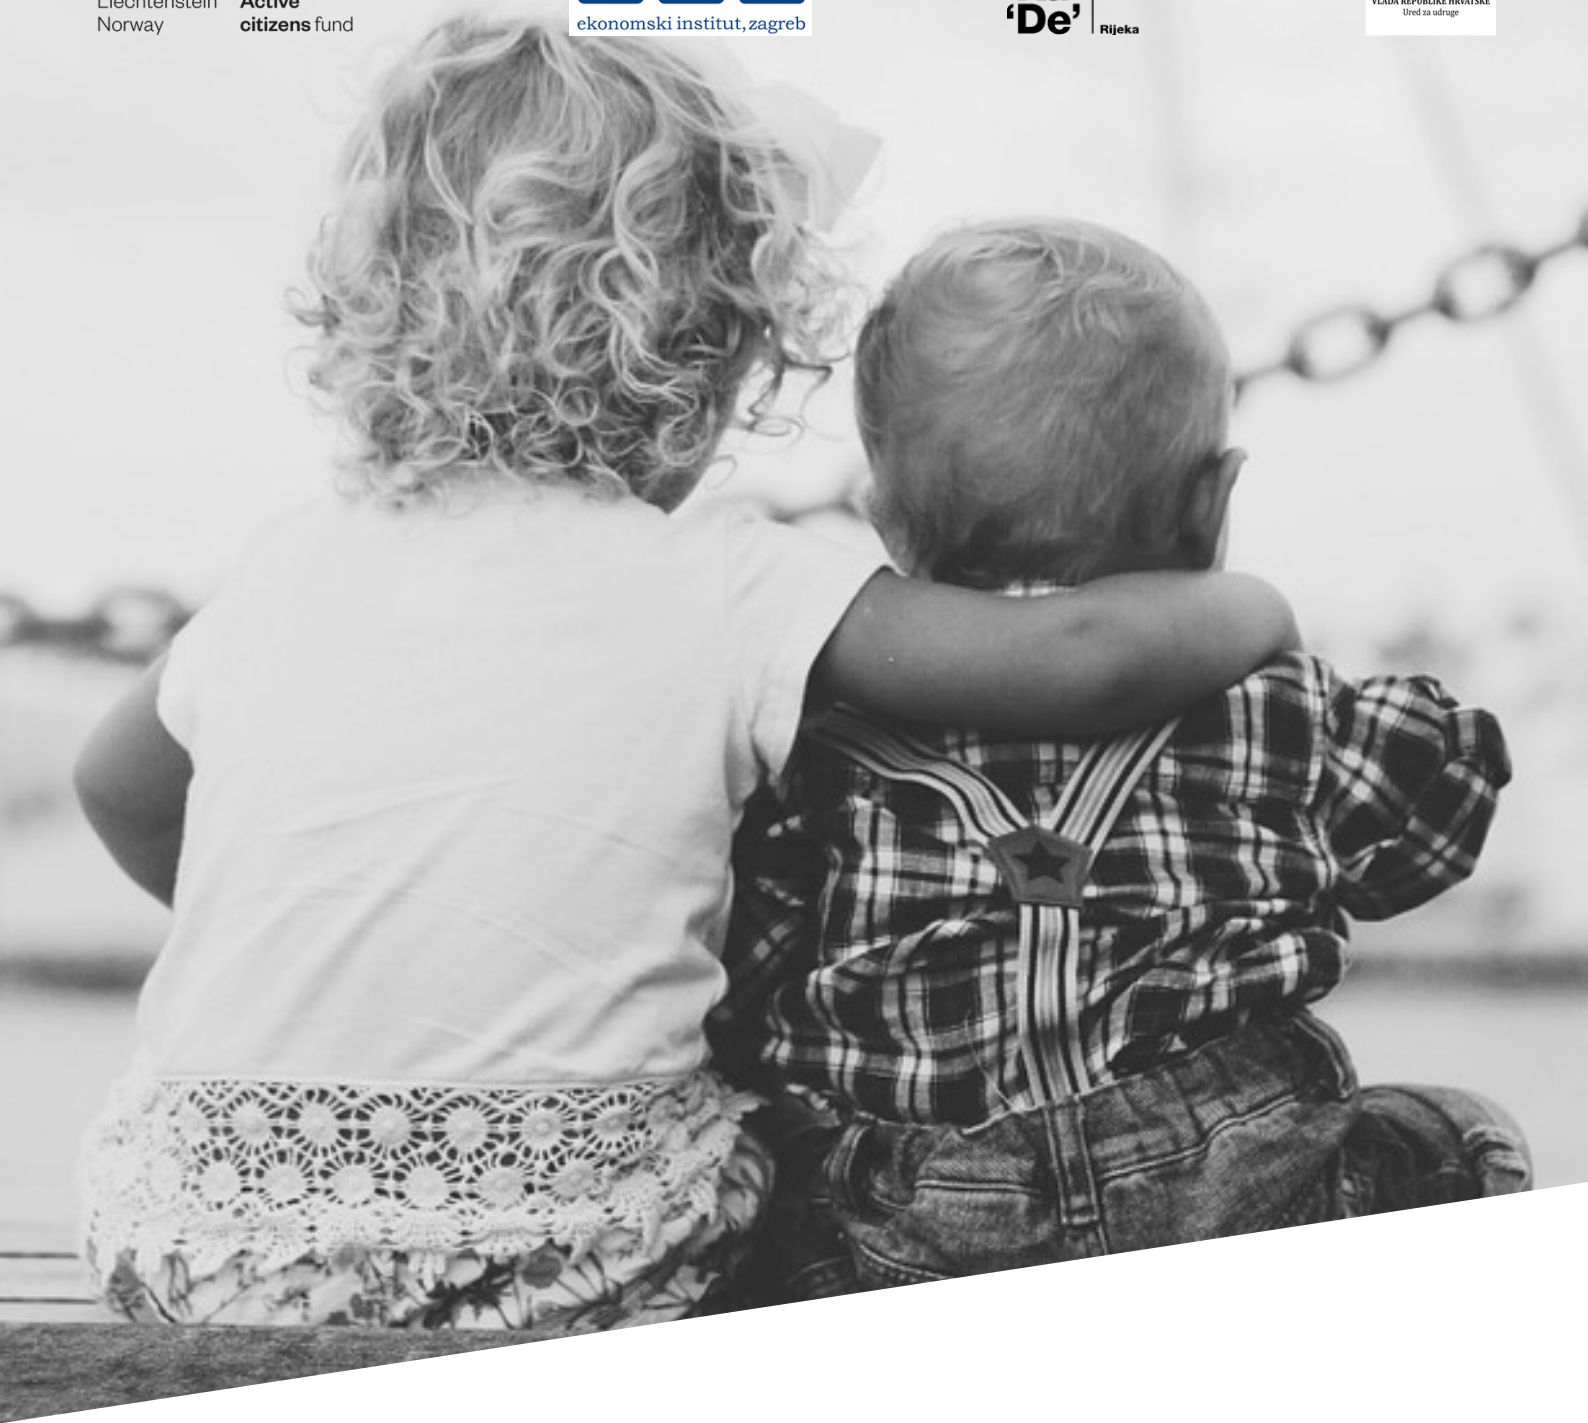 Liechtenstein
Norway
Active
citizens fund
ekonomski institut, zagreb
'De'
Rijeka
VLADA REPUBLIKE HRVATSKE
Ured za udruge